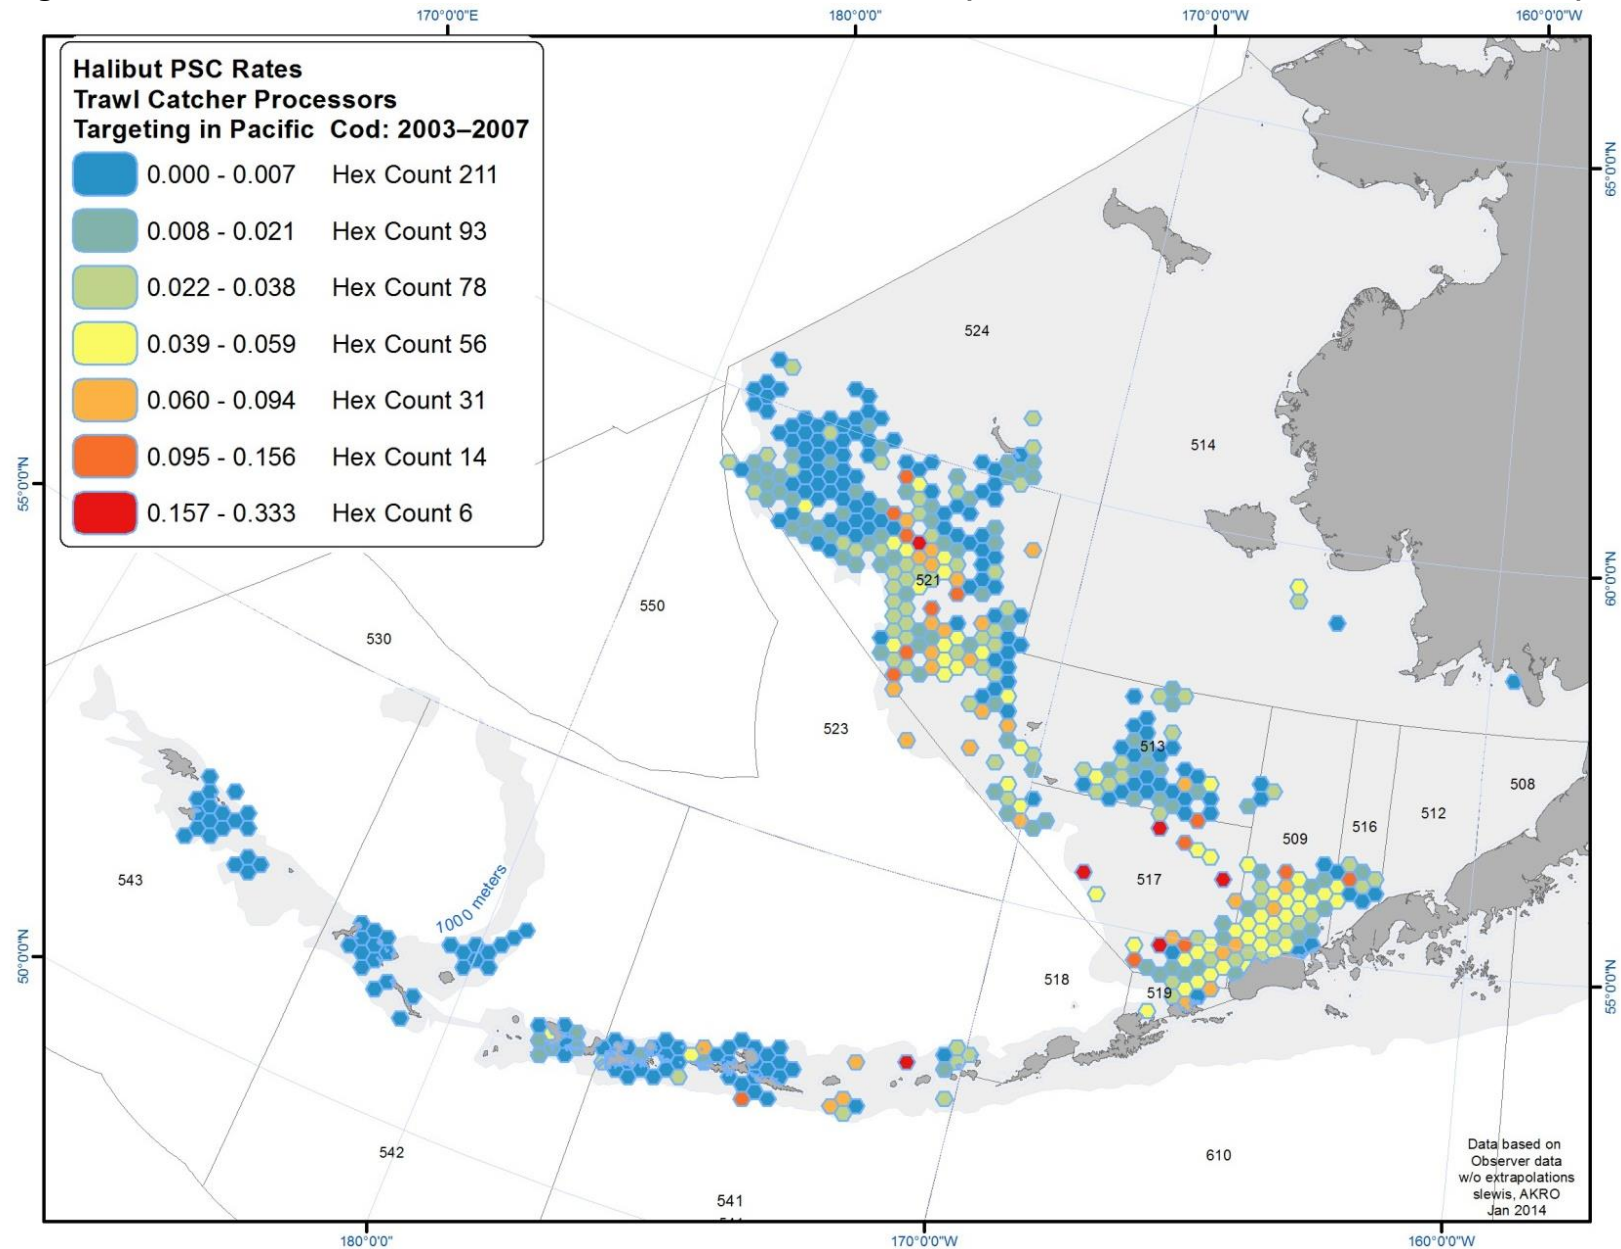 170°0'0"E 180°0'0" 170°0'0"W 160°0'0"W
Halibut PSC Rates
Trawl Catcher Processors
Targeting in Pacific Cod: 2003–2007
0.000 - 0.007 Hex Count 211
0.008 - 0.021 Hex Count 93
0.022 - 0.038 Hex Count 78
0.039 - 0.059 Hex Count 56
0.060 - 0.094 Hex Count 31
0.095 - 0.156 Hex Count 14
0.157 - 0.333 Hex Count 6
65°0'0"N
524
514
55°0'0"N
60°0'0"N
521
550
530
523
513
508
512
516
509
543
517
1000 meters
50°0'0"N
518
519
55°0'0"N
542
610
541
Data based on
Observer data
w/o extrapolations
slewis, AKRO
Jan 2014
180°0'0" 170°0'0"W 160°0'0"W